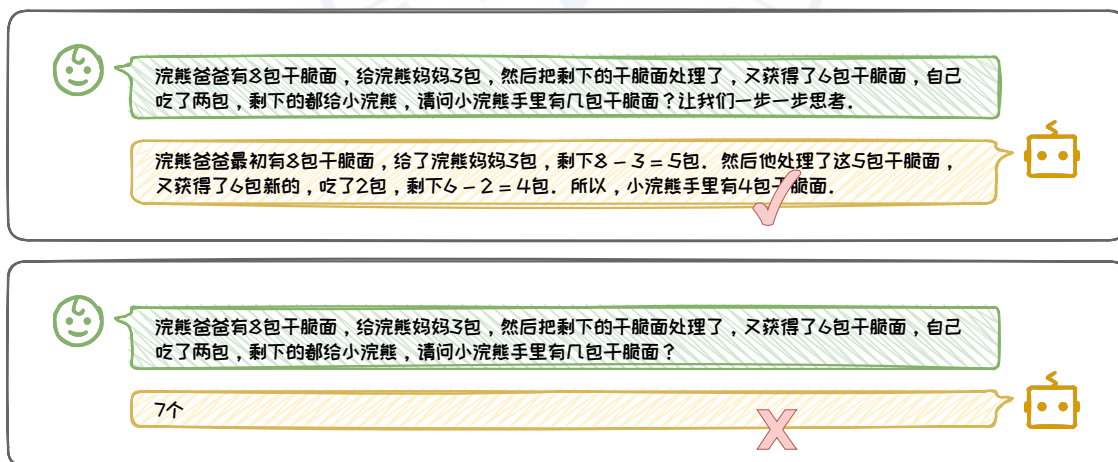 浣熊爸爸有8包干脆面，给浣熊妈妈3包，然后把剩下的干脆面处理了，又获得了6包干脆面，自己
吃了两包，剩下的都给小浣熊，请问小浣熊手里有几包干脆面？让我们一步一步思考.
浣熊爸爸最初有8包干脆面，给了浣熊妈妈3包，剩下8 - 3 = 5包. 然后他处理了这5包干脆面，
又获得了6包新的，吃了2包，剩下6 - 2 = 4包. 所以，小浣熊手里有4包干脆面.
浣熊爸爸有8包干脆面，给浣熊妈妈3包，然后把剩下的干脆面处理了，又获得了6包干脆面，自己
吃了两包，剩下的都给小浣熊，请问小浣熊手里有几包干脆面？
7个